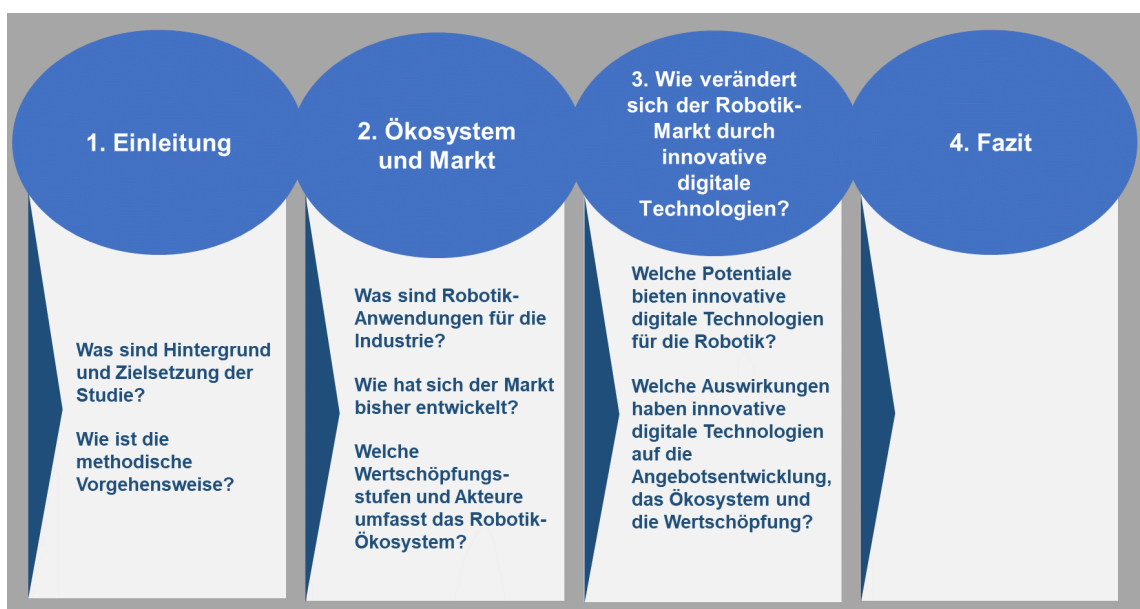 1. Einleitung
Was sind Hintergrund
und Zielsetzung der
Studie?
Wie ist die
methodische
Vorgehensweise?
2. Ökosystem
und Markt
Was sind Robotik-
Anwendungen für die
Industrie?
Wie hat sich der Markt
bisher entwickelt?
Welche
Wertschöpfungs-
stufen und Akteure
umfasst das Robotik-
Ökosystem?
3. Wie verändert
sich der Robotik-
Markt durch
innovative
digitale
Technologien?
Welche Potentiale
bieten innovative
digitale Technologien
für die Robotik?
Welche Auswirkungen
haben innovative
digitale Technologien
auf die
Angebotsentwicklung,
das Ökosystem und
die Wertschöpfung?
4. Fazit